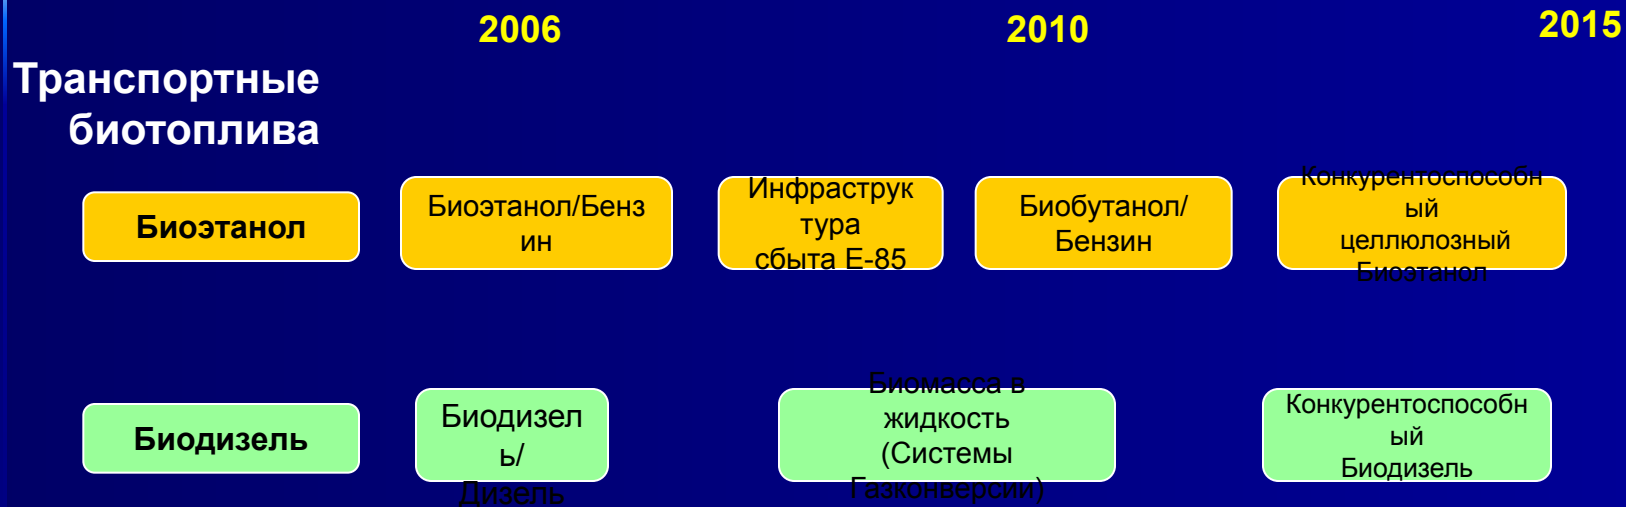 2006
2010
2015
Транспортные
биотоплива
Биоэтанол
Биоэтанол/Бенз
ин
Инфраструк
тура
сбыта Е-85
Биобутанол/
Бензин
Конкурентоспособн
ый
целлюлозный
Биоэтанол
Биодизель
Биодизел
ь/
Дизель
Биомасса в
жидкость
(Системы
Газконверсии)
Конкурентоспособн
ый
Биодизель